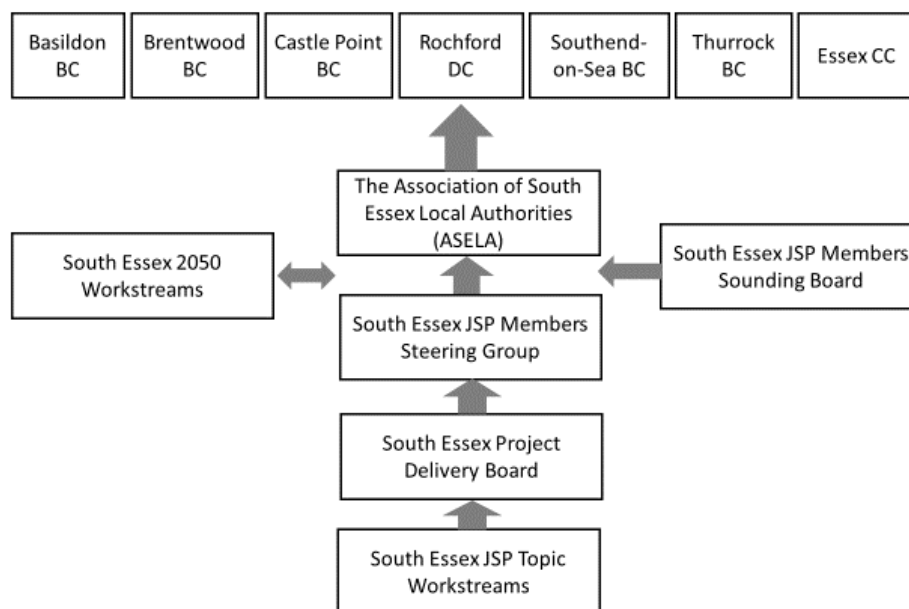 Basildon
BC
Brentwood
BC
Castle Point
BC
Rochford
DC
Southend-
on-Sea BC
Thurrock
BC
Essex CC
The Association of South
Essex Local Authorities
(ASELA)
South Essex 2050
Workstreams
South Essex JSP Members
Sounding Board
South Essex JSP Members
Steering Group
South Essex Project
Delivery Board
South Essex JSP Topic
Workstreams